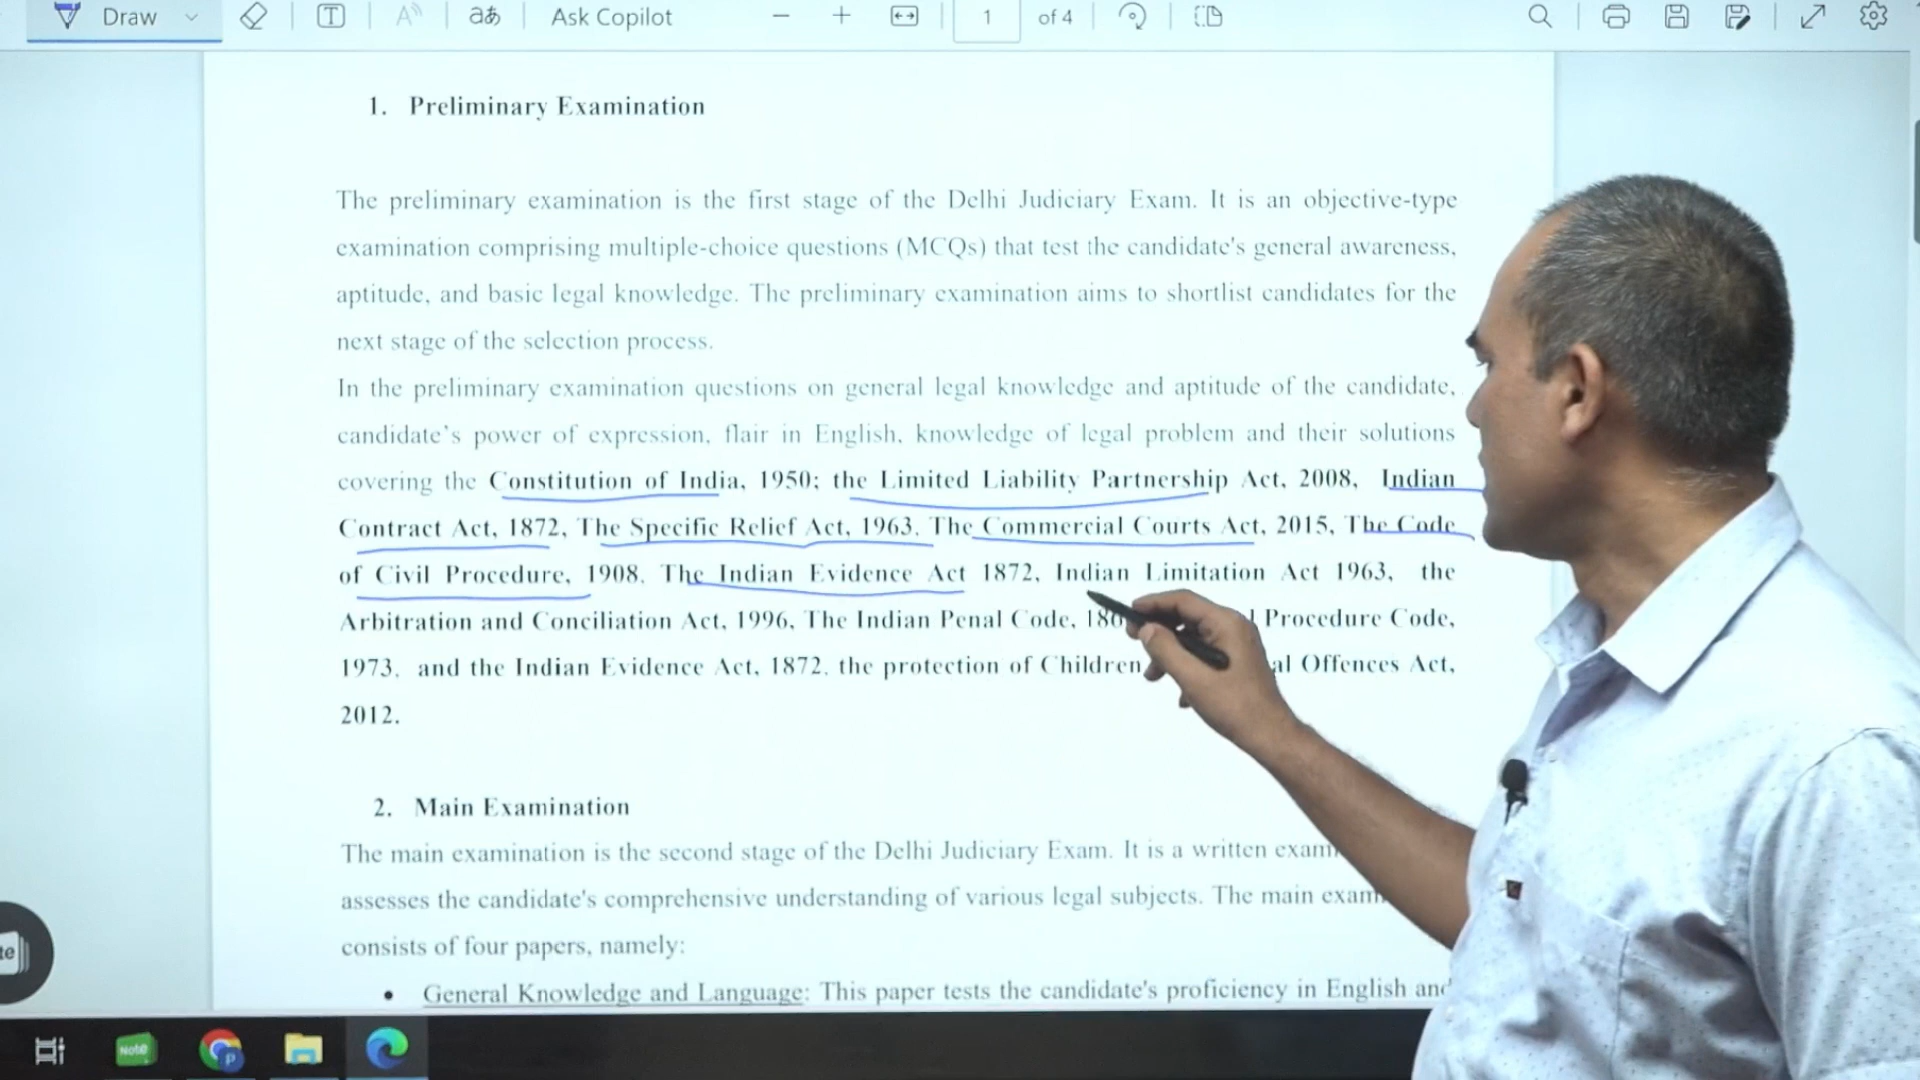 Draw
T
A
aあ
Ask Copilot
1
of 4
1. Preliminary Examination
The preliminary examination is the first stage of the Delhi Judiciary Exam. It is an objective-type
examination comprising multiple-choice questions (MCQs) that test the candidate's general awareness,
aptitude, and basic legal knowledge. The preliminary examination aims to shortlist candidates for the
next stage of the selection process.
In the preliminary examination questions on general legal knowledge and aptitude of the candidate,
candidate's power of expression, flair in English, knowledge of legal problem and their solutions
covering the Constitution of India, 1950; the Limited Liability Partnership Act, 2008, Indian
Contract Act, 1872, The Specific Relief Act, 1963, The Commercial Courts Act, 2015, The Code
of Civil Procedure, 1908, The Indian Evidence Act 1872, Indian Limitation Act 1963, the
Arbitration and Conciliation Act, 1996, The Indian Penal Code, Procedure Code,
1973, and the Indian Evidence Act, 1872, the protection of Children Offences Act,
2012.
2. Main Examination
The main examination is the second stage of the Delhi Judiciary Exam. It is a written
assesses the candidate's comprehensive understanding of various legal subjects. The main
consists of four papers, namely:
• General Knowledge and Language: This paper tests the candidate's proficiency in English and
Note
p